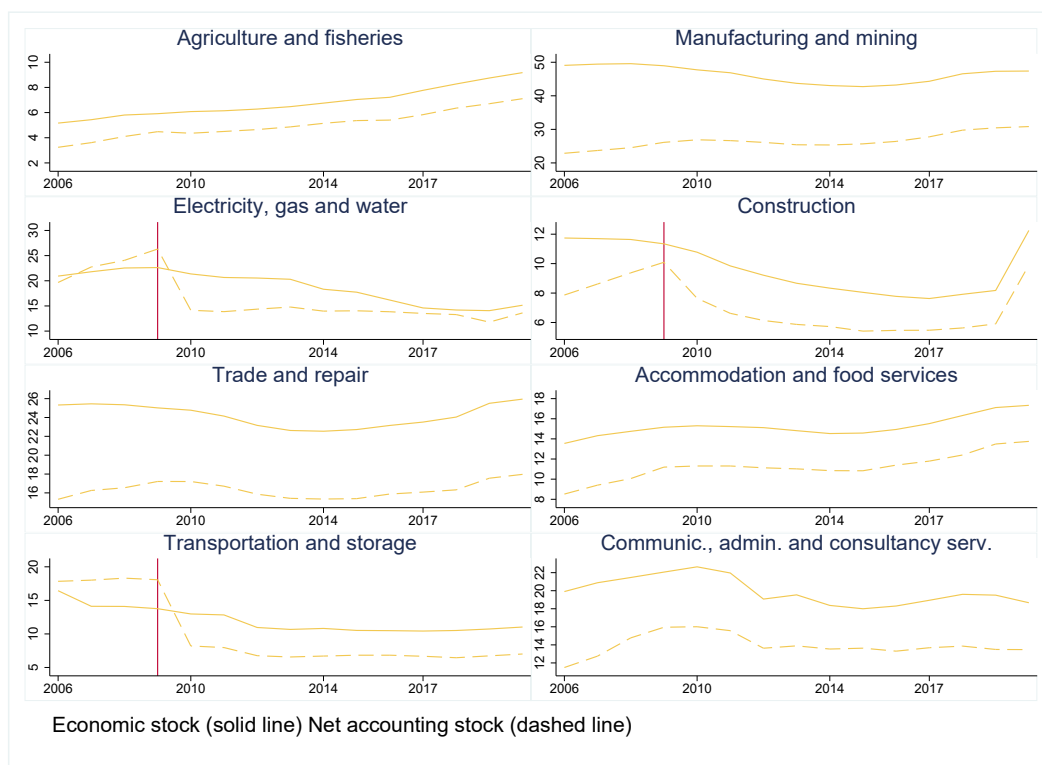 Agriculture and fisheries
10
8
6
4
2
2006 2010 2014 2017
Manufacturing and mining
50
40
30
20
2006 2010 2014 2017
Electricity, gas and water
30
25
20
15
10
2006 2010 2014 2017
Construction
12
10
8
6
2006 2010 2014 2017
Trade and repair
26
24
22
20
18
16
2006 2010 2014 2017
Accommodation and food services
18
16
14
12
10
8
2006 2010 2014 2017
Transportation and storage
20
15
10
5
2006 2010 2014 2017
Communic., admin. and consultancy serv.
22
20
18
16
14
12
2006 2010 2014 2017
Economic stock (solid line) Net accounting stock (dashed line)